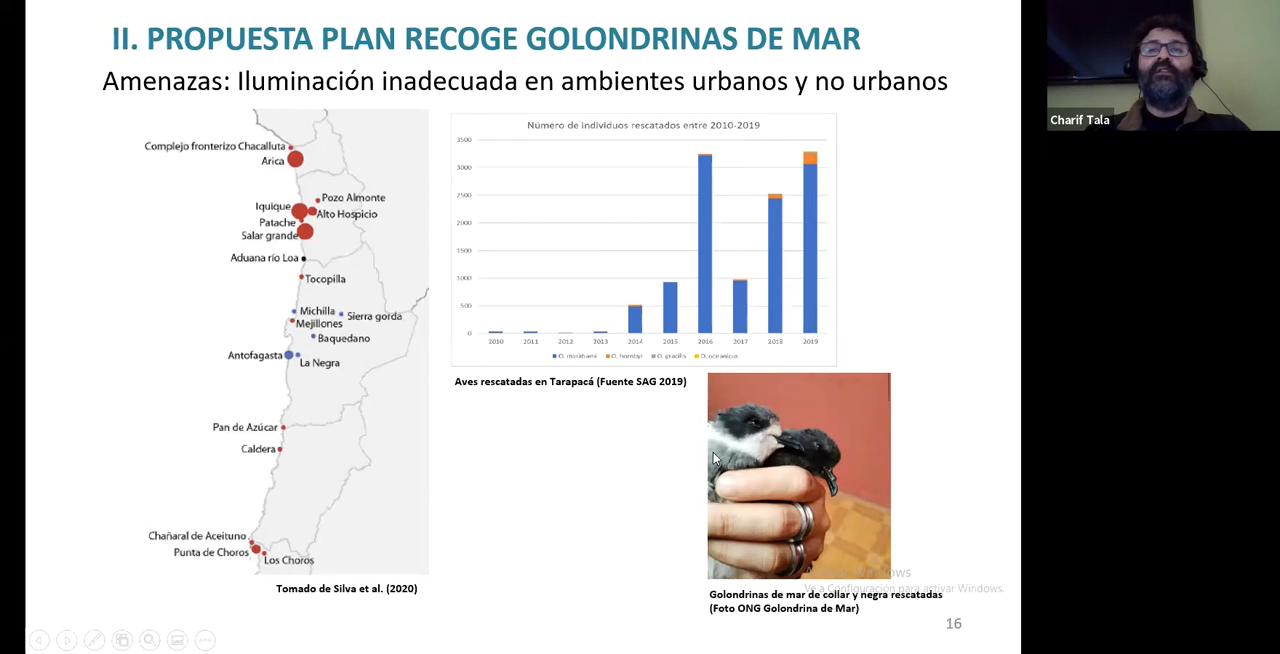 II. PROPUESTA PLAN RECOGE GOLONDRINAS DE MAR
Amenazas: Iluminación inadecuada en ambientes urbanos y no urbanos
Charif Tala
Complejo fronterizo Chacalluta
Arica
Pozo Almonte
Iquique
Alto Hospicio
Patache
Salar grande
Aduana río Loa
Tocopilla
Michilla
Sierra gorda
Mejillones
Baquedano
Antofagasta
La Negra
Pan de Azúcar
Caldera
Chañaral de Aceituno
Punta de Choros
Los Choros
Tomado de Silva et al. (2020)
Número de individuos rescatados entre 2010-2019
3500
3000
2500
2000
1500
1000
500
0
2010 2011 2012 2013 2014 2015 2016 2017 2018 2019
O. markhami O. hornbyi O. gracilis O. oceanicus
Aves rescatadas en Tarapacá (Fuente SAG 2019)
Ve a Configuración para activar Windows.
Golondrinas de mar de collar y negra rescatadas
(Foto ONG Golondrina de Mar)
16